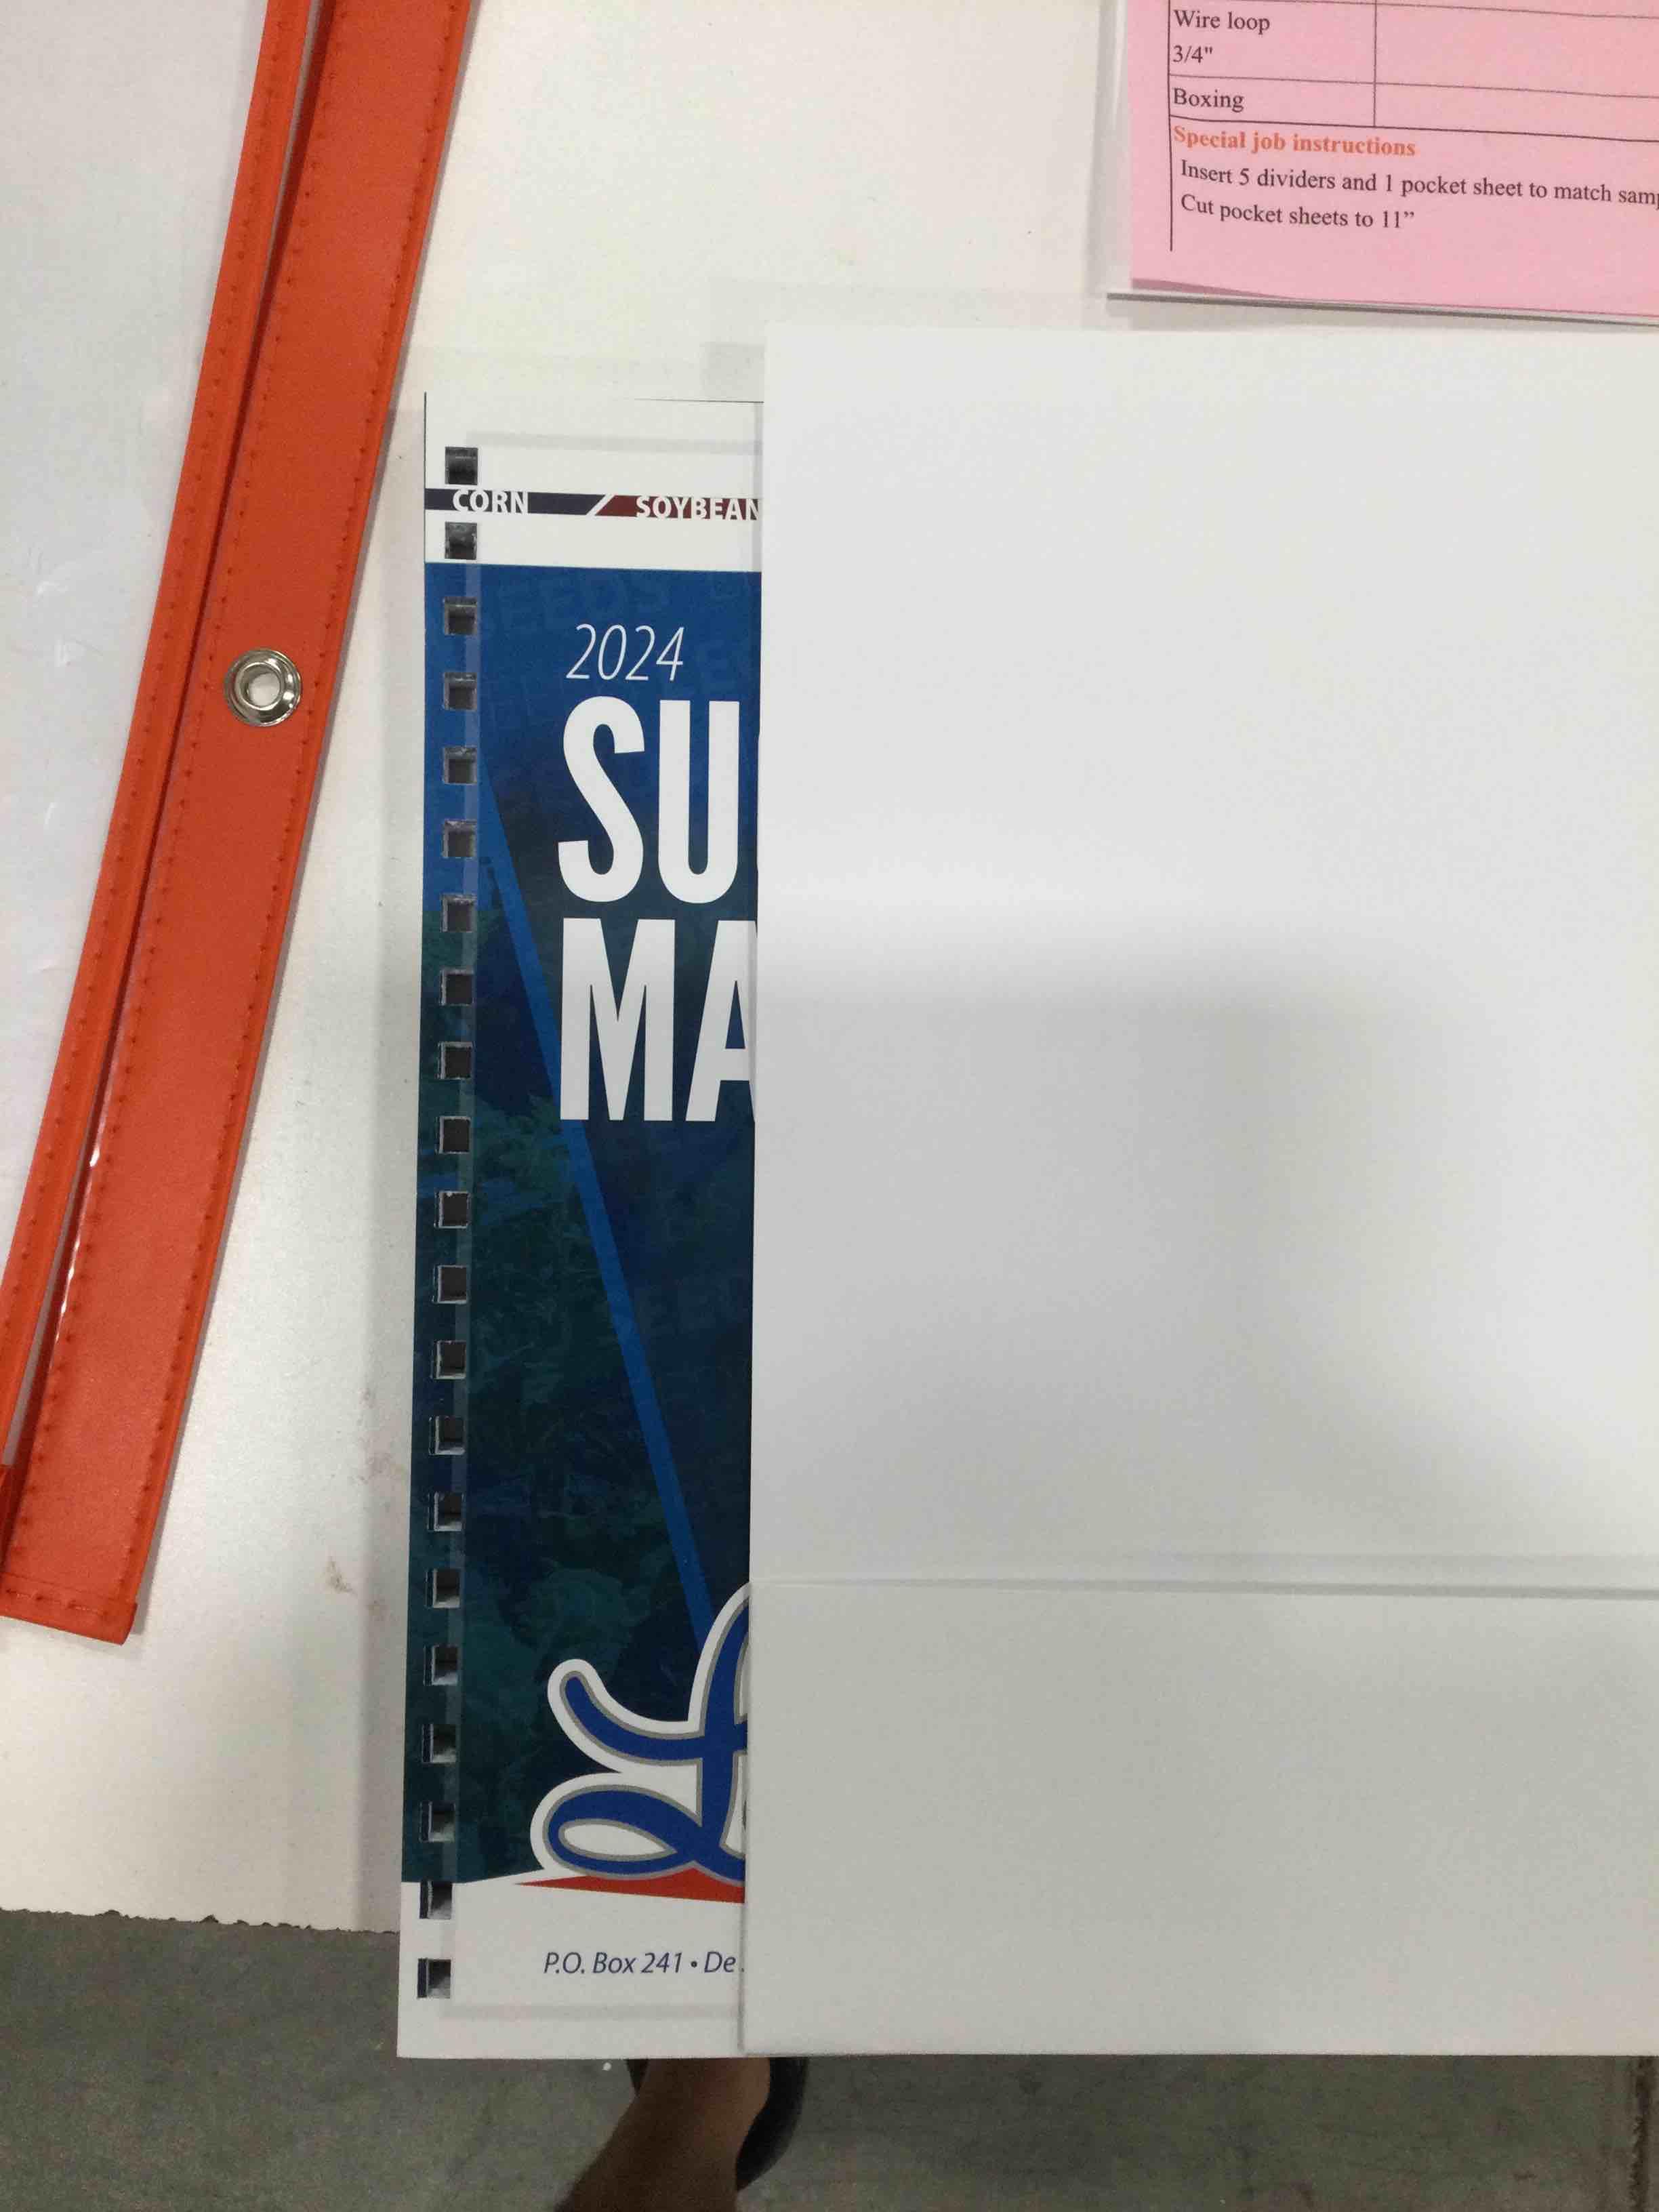 Wire loop
3/4"
Boxing
Special job instructions
Insert 5 dividers and 1 pocket sheet to match
Cut pocket sheets to 11”
CORN SOYBEAN
2024
SU
MA
P.O. Box 241 • De